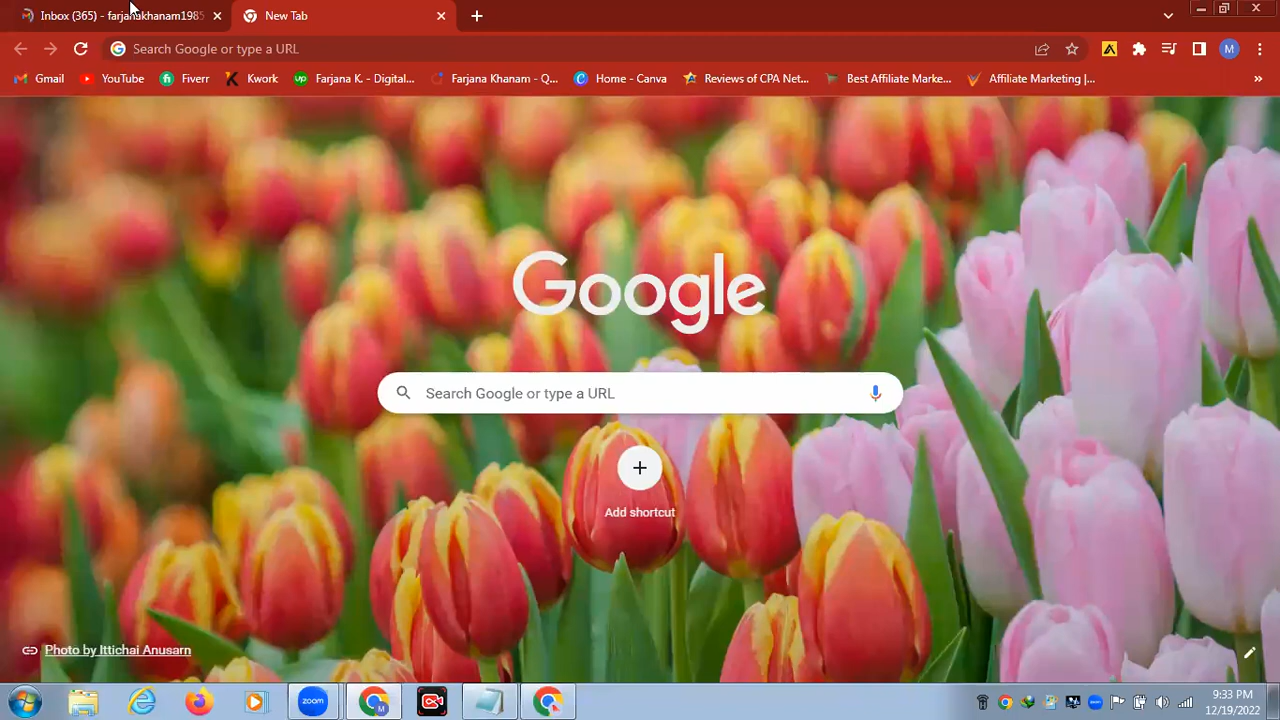 Inbox (365) - farjanakhanam1985
New Tab
Search Google or type a URL
M
Gmail
YouTube
Fiverr
Kwork
Farjana K. - Digital...
Farjana Khanam - Q...
Home - Canva
Reviews of CPA Net...
Best Affiliate Marke...
Affiliate Marketing |...
»
Google
Search Google or type a URL
Add shortcut
Photo by Ittichai Anusarn
zoom
9:33 PM
12/19/2022